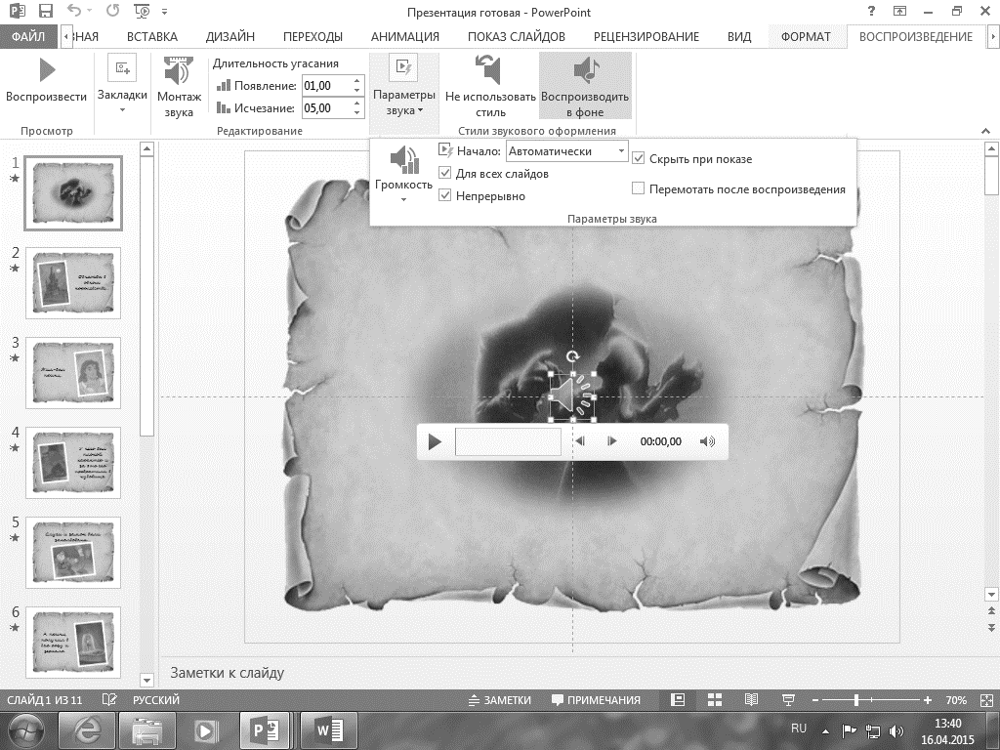 Презентация готовая - PowerPoint
ФАЙЛ
ВНАЯ
ВСТАВКА
ДИЗАЙН
ПЕРЕХОДЫ
АНИМАЦИЯ
ПОКАЗ СЛАЙДОВ
РЕЦЕНЗИРОВАНИЕ
ВИД
ФОРМАТ
ВОСПРОИЗВЕДЕНИЕ
Воспроизвести
Просмотр
Закладки
Монтаж
звука
Длительность угасания
Появление: 01,00
Исчезание: 05,00
Редактирование
Параметры
звука
Не использовать
стиль
Воспроизводить
в фоне
Стили звукового оформления
Громкость
Начало: Автоматически
Для всех слайдов
Непрерывно
Скрыть при показе
Перемотать после воспроизведения
Параметры звука
1
2
3
4
5
6
00:00,00
Заметки к слайду
СЛАЙД 1 ИЗ 11
РУССКИЙ
ЗАМЕТКИ
ПРИМЕЧАНИЯ
70%
RU
13:40
16.04.2015